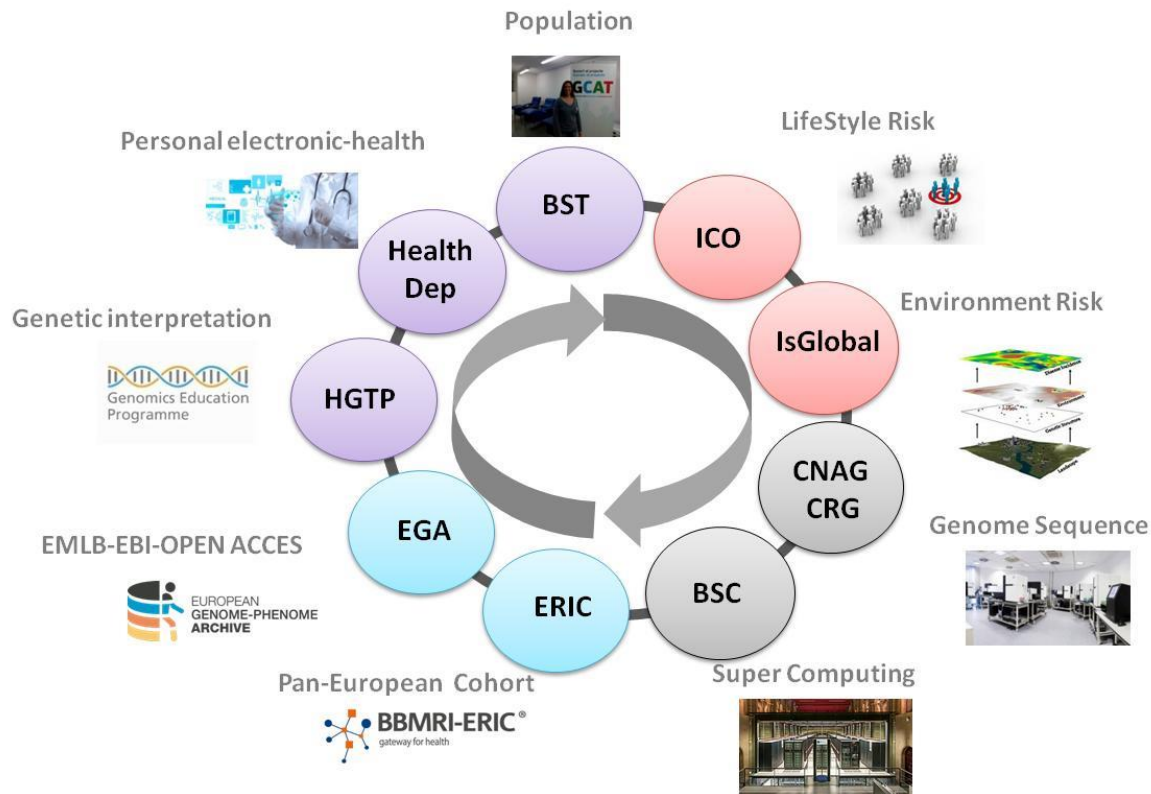 Population
GCAT
LifeStyle Risk
Personal electronic-health
BST
ICO
Health
Dep
Environment Risk
IsGlobal
Genetic interpretation
Genomics Education
Programme
HGTP
CNAG
CRG
Genome Sequence
EGA
EMLB-EBI-OPEN ACCES
EUROPEAN
GENOME-PHENOME
ARCHIVE
ERIC
BSC
Pan-European Cohort
BBMRI-ERIC®
gateway for health
Super Computing
Landscape